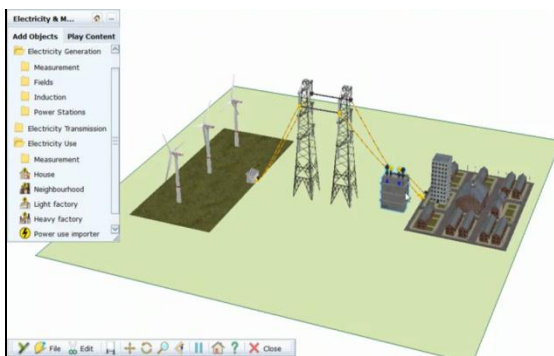 Electricity & M...
Add Objects Play Content
Electricity Generation
Measurement
Fields
Induction
Power Stations
Electricity Transmission
Electricity Use
Measurement
House
Neighbourhood
Light factory
Heavy factory
Power use importer
File Edit ? Close